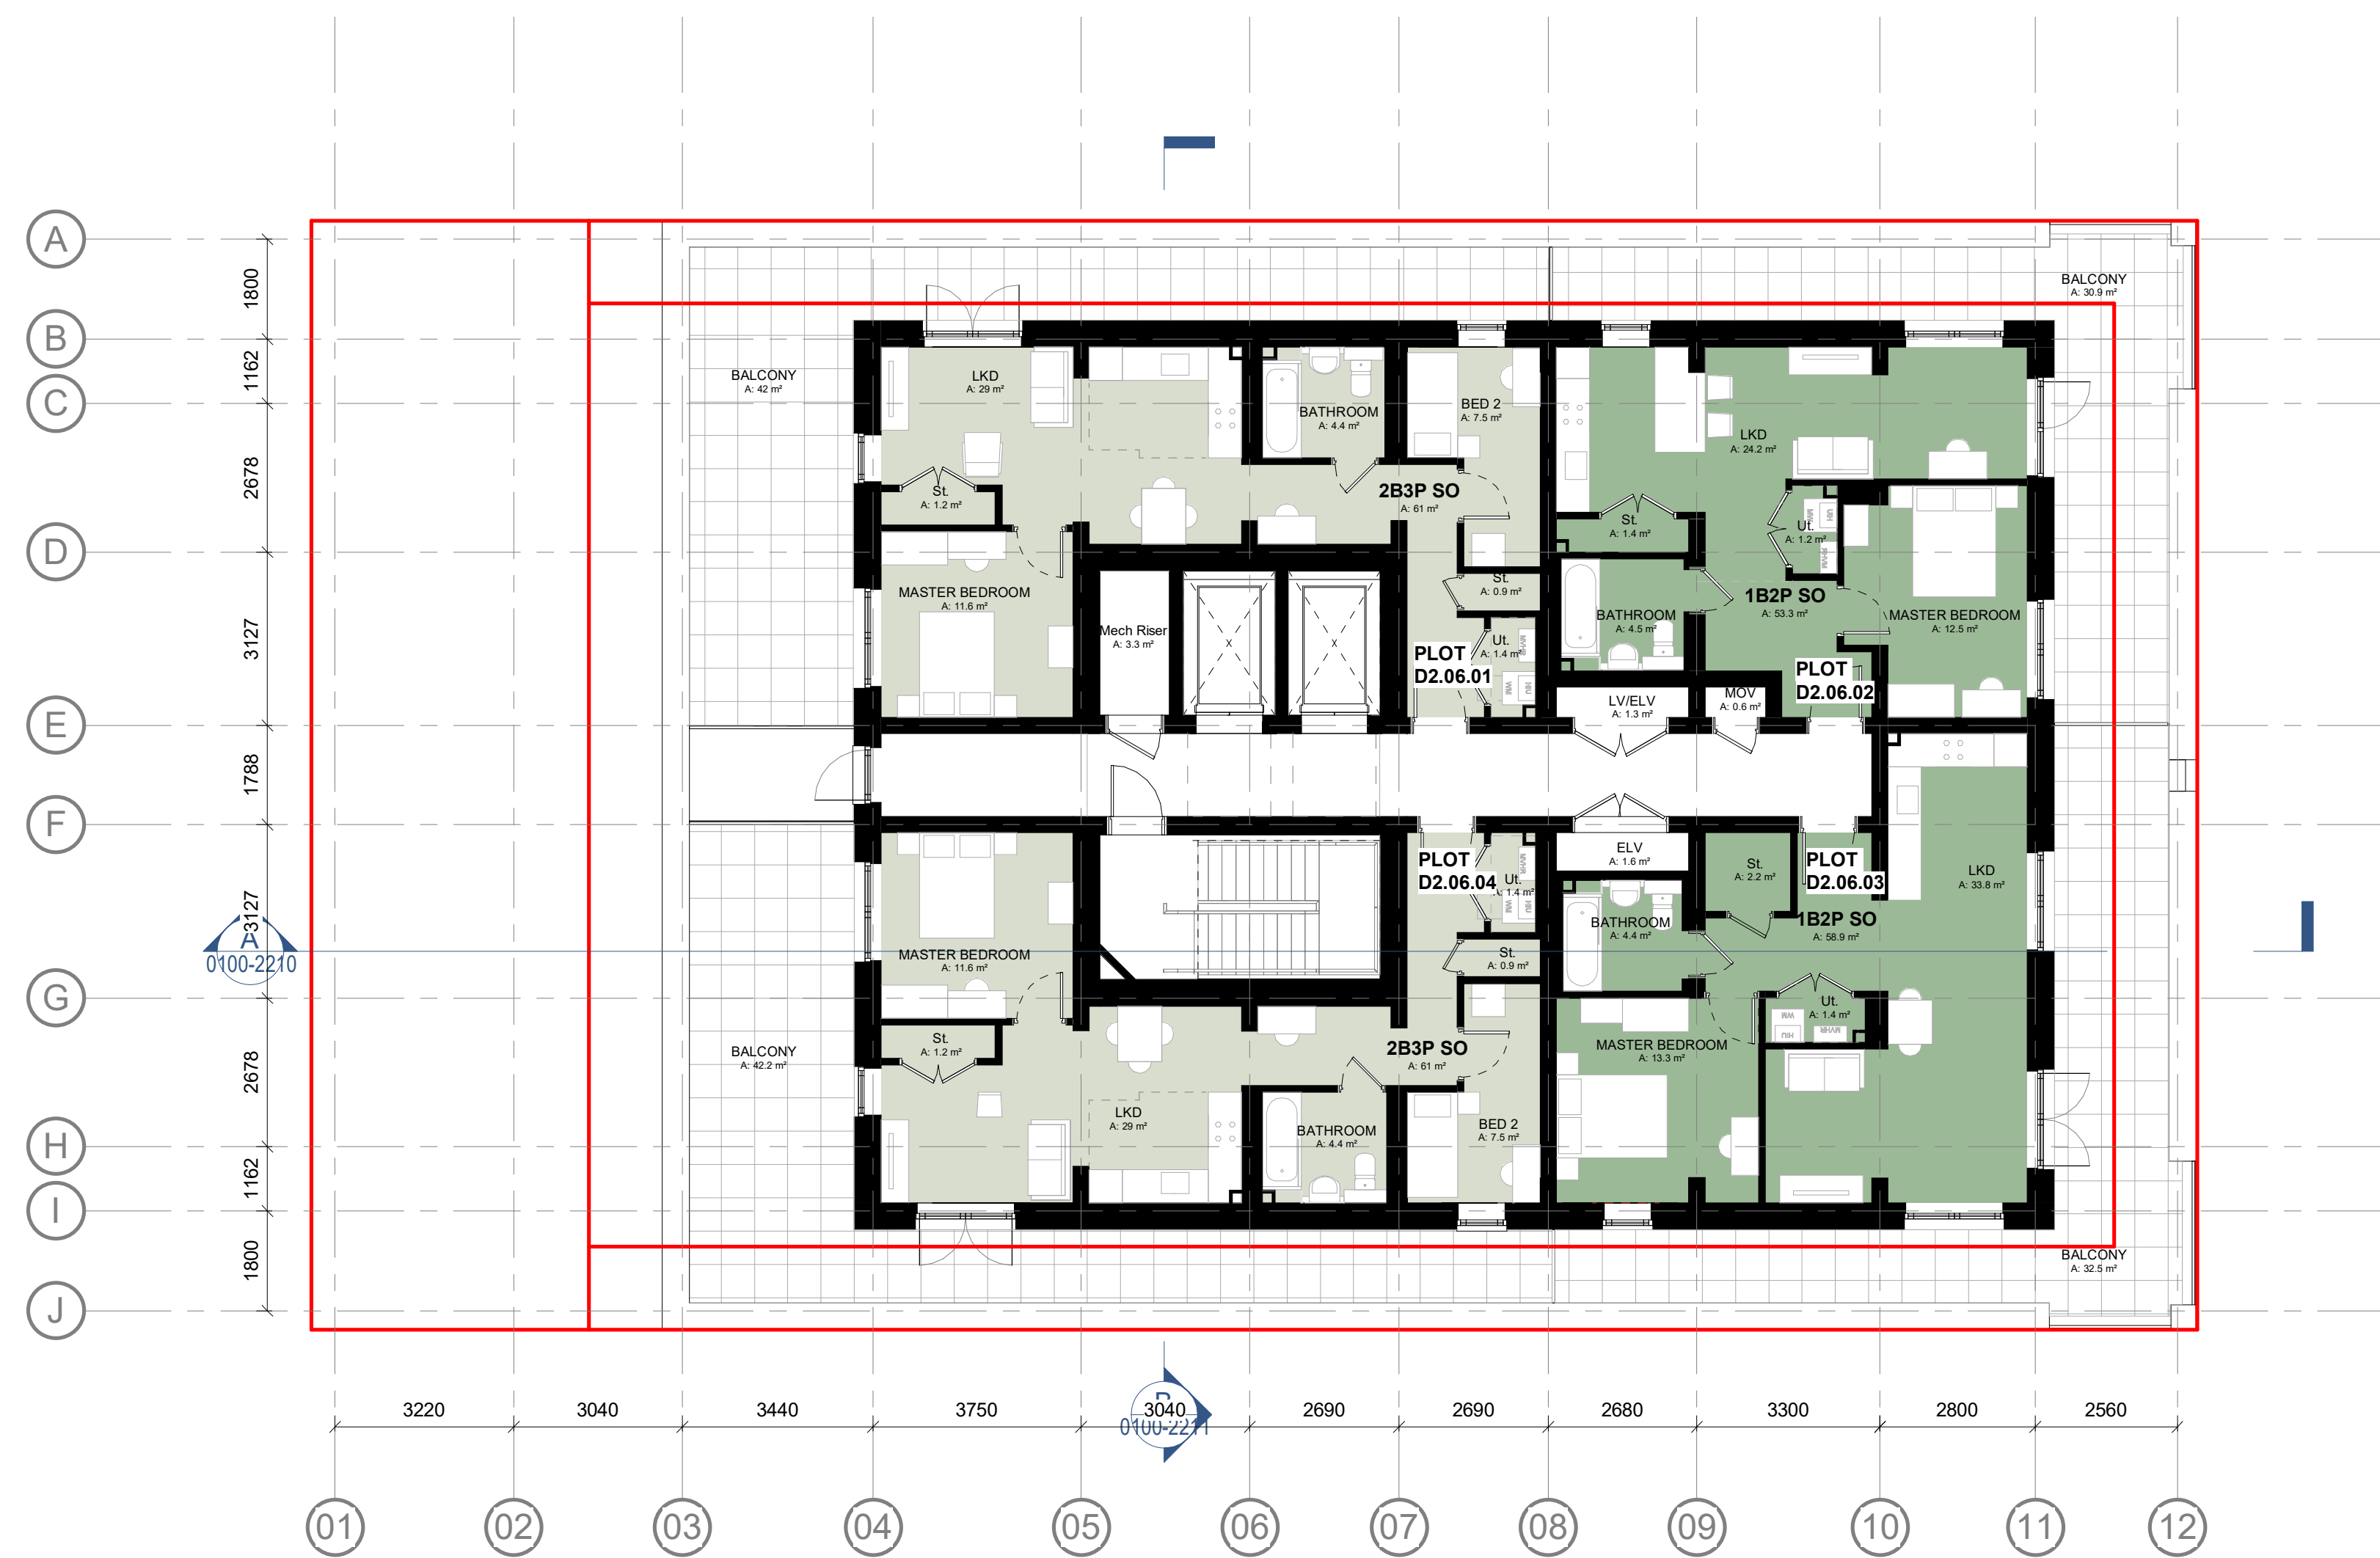 A
B
C
D
E
F
G
H
I
J
1800
1162
2678
3127
1788
3127
2678
1162
1800
BALCONY
A: 30.9 m²
BALCONY
A: 42 m²
LKD
A: 29 m²
BATHROOM
A: 4.4 m²
BED 2
A: 7.5 m²
LKD
A: 24.2 m²
St.
A: 1.2 m²
2B3P SO
A: 61 m²
St.
A: 1.4 m²
Ut.
A: 1.2 m²
MASTER BEDROOM
A: 11.6 m²
Mech Riser
A: 3.3 m²
St.
A: 0.9 m²
Ut.
A: 1.4 m²
MVHR
WM
HIU
PLOT
D2.06.01
BATHROOM
A: 4.5 m²
1B2P SO
A: 53.3 m²
MASTER BEDROOM
A: 12.5 m²
PLOT
D2.06.02
LV/ELV
A: 1.3 m²
MOV
A: 0.6 m²
PLOT
D2.06.04
Ut.
A: 1.4 m²
MVHR
WM
HIU
ELV
A: 1.6 m²
St.
A: 2.2 m²
PLOT
D2.06.03
LKD
A: 33.8 m²
BATHROOM
A: 4.4 m²
1B2P SO
A: 58.9 m²
A
0100-2210
MASTER BEDROOM
A: 11.6 m²
St.
A: 0.9 m²
Ut.
A: 1.4 m²
WM
HIU
MVHR
BALCONY
A: 42.2 m²
St.
A: 1.2 m²
2B3P SO
A: 61 m²
MASTER BEDROOM
A: 13.3 m²
LKD
A: 29 m²
BATHROOM
A: 4.4 m²
BED 2
A: 7.5 m²
BALCONY
A: 32.5 m²
3220
3040
3440
3750
3040
2690
2690
2680
3300
2800
2560
0100-2211
01
02
03
04
05
06
07
08
09
10
11
12